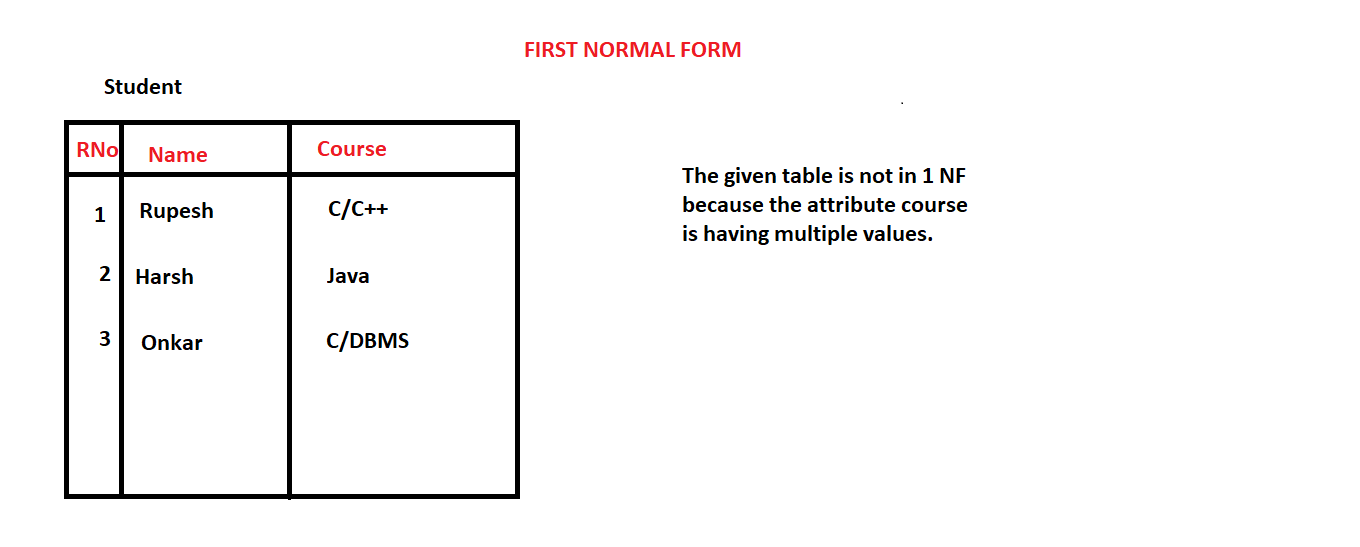 FIRST NORMAL FORM
Student
RNo Name Course
1 Rupesh C/C++
2 Harsh Java
3 Onkar C/DBMS
The given table is not in 1 NF
because the attribute course
is having multiple values.